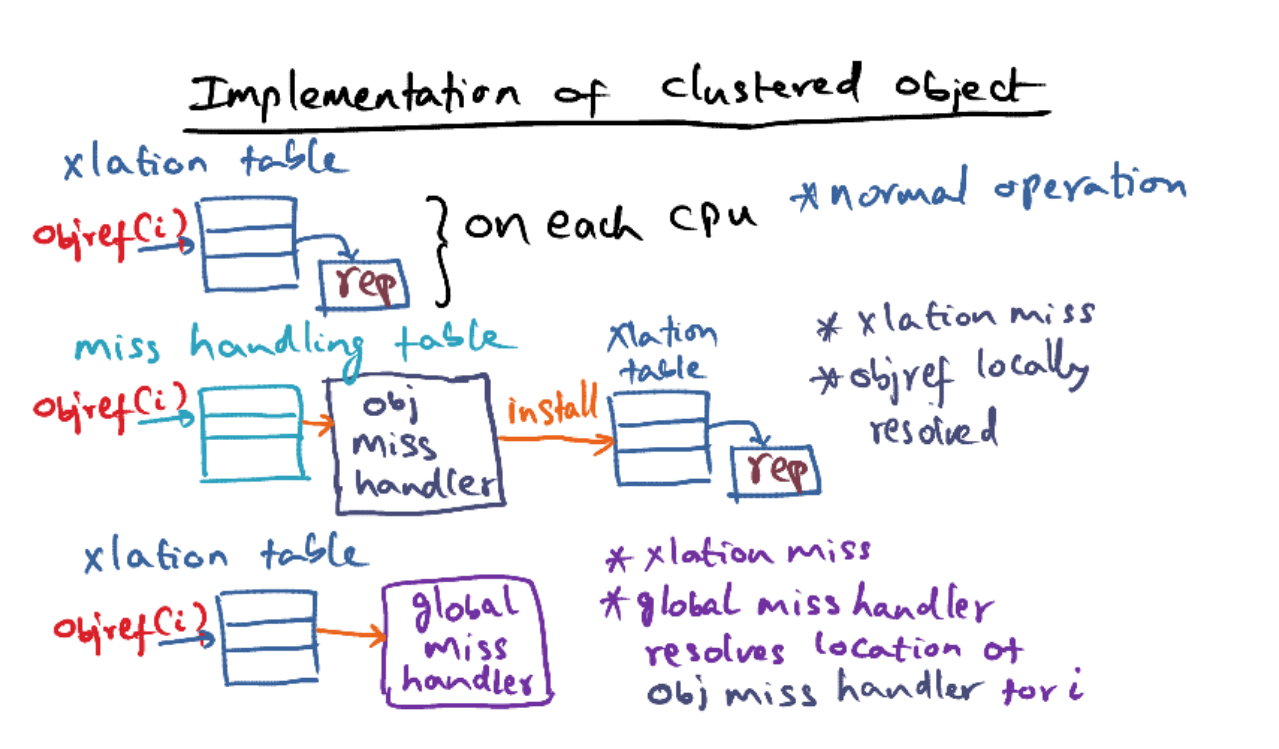 Implementation of clustered object
xlation table
objref(i)
rep
} on each cpu
*normal operation
miss handling table
objref(i)
obj
miss
handler
install
xlation
table
rep
* xlation miss
*objref locally
resolved
xlation table
objref(i)
global
miss
handler
* xlation miss
*global miss handler
resolves location of
obj miss handler for i